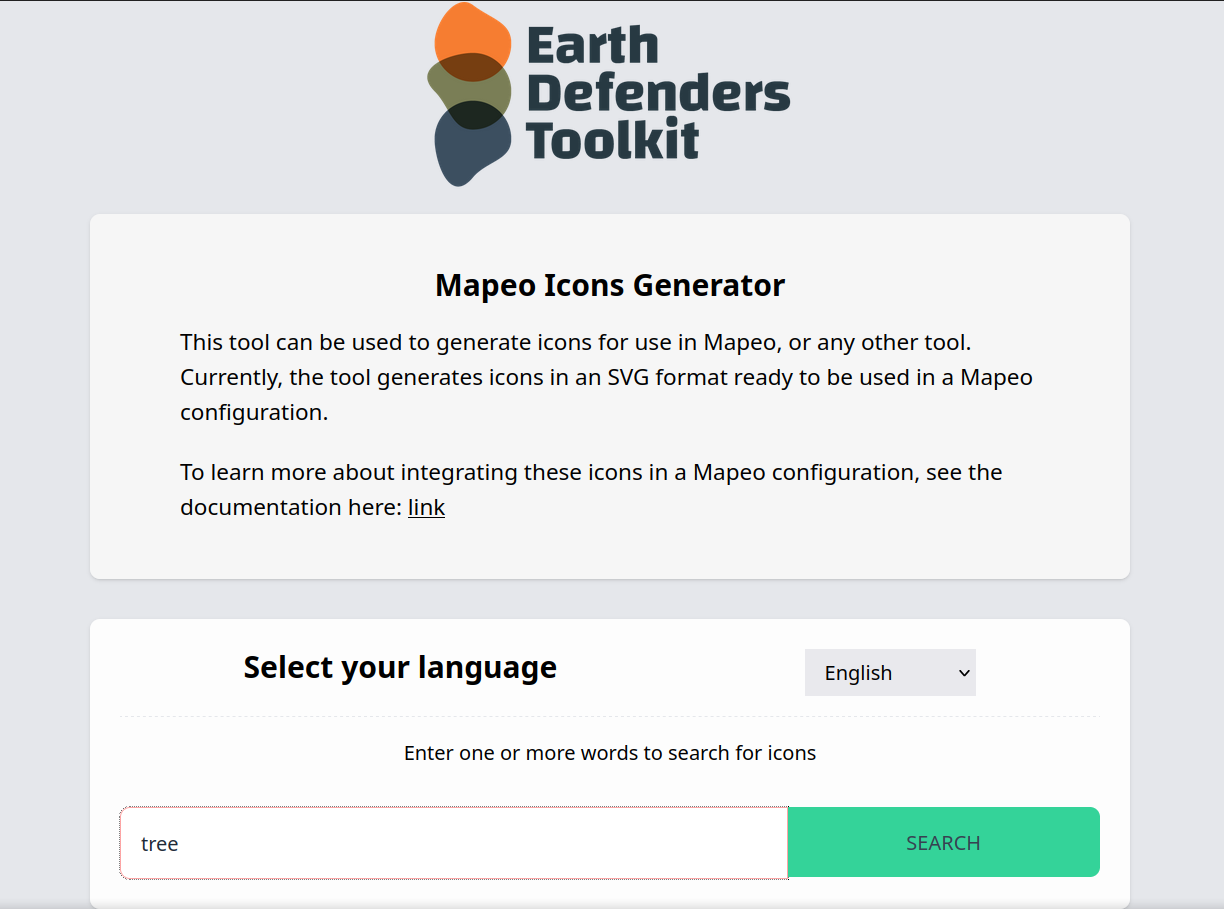 Earth
Defenders
Toolkit
Mapeo Icons Generator
This tool can be used to generate icons for use in Mapeo, or any other tool.
Currently, the tool generates icons in an SVG format ready to be used in a Mapeo
configuration.
To learn more about integrating these icons in a Mapeo configuration, see the
documentation here: link
Select your language
English
Enter one or more words to search for icons
tree
SEARCH